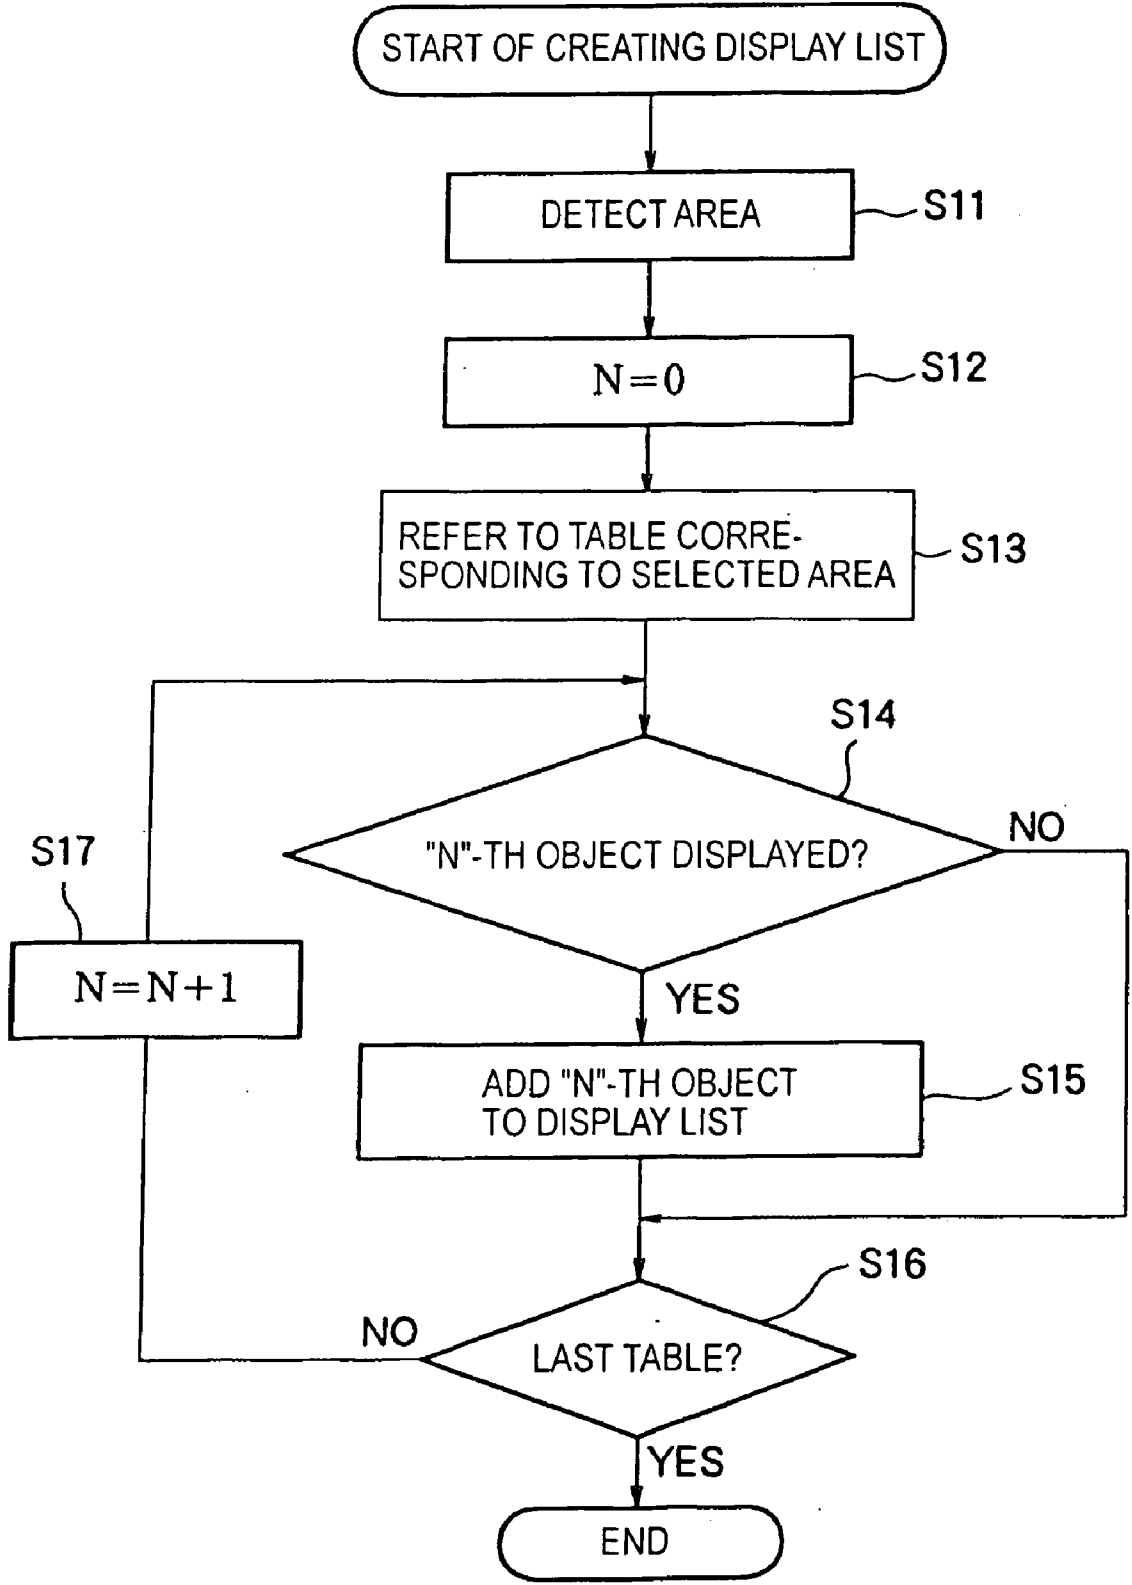 START OF CREATING DISPLAY LIST
DETECT AREA
S11
N=0
S12
REFER TO TABLE CORRE-
SPONDING TO SELECTED AREA
S13
S14
"N"-TH OBJECT DISPLAYED?
NO
S17
N=N+1
YES
ADD "N"-TH OBJECT
TO DISPLAY LIST
S15
S16
LAST TABLE?
NO
YES
END